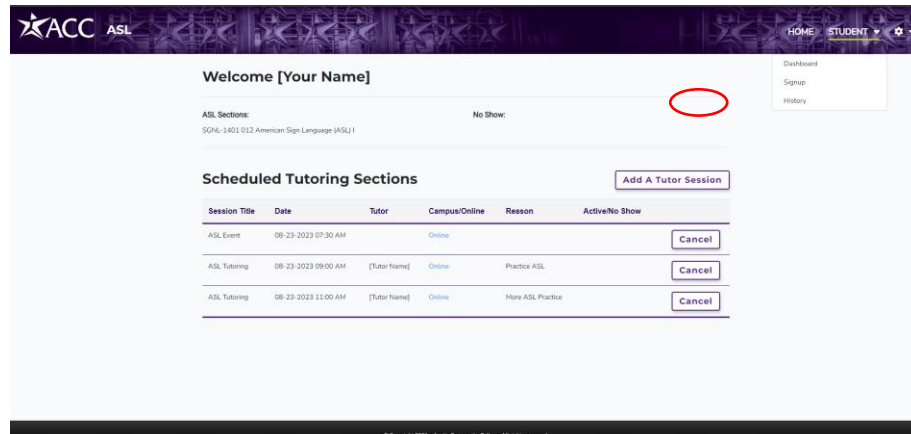 ACC ASL
HOME STUDENT
Dashboard
Signup
History
Welcome [Your Name]
ASL Sections: No Show:
SGNL-1401 012 American Sign Language (ASL) I
Scheduled Tutoring Sections Add A Tutor Session
Session Title Date Tutor Campus/Online Reason Active/No Show
ASL Event 08-23-2023 07:30 AM Online Cancel
ASL Tutoring 08-23-2023 09:00 AM [Tutor Name] Online Practice ASL Cancel
ASL Tutoring 08-23-2023 11:00 AM [Tutor Name] Online More ASL Practice Cancel